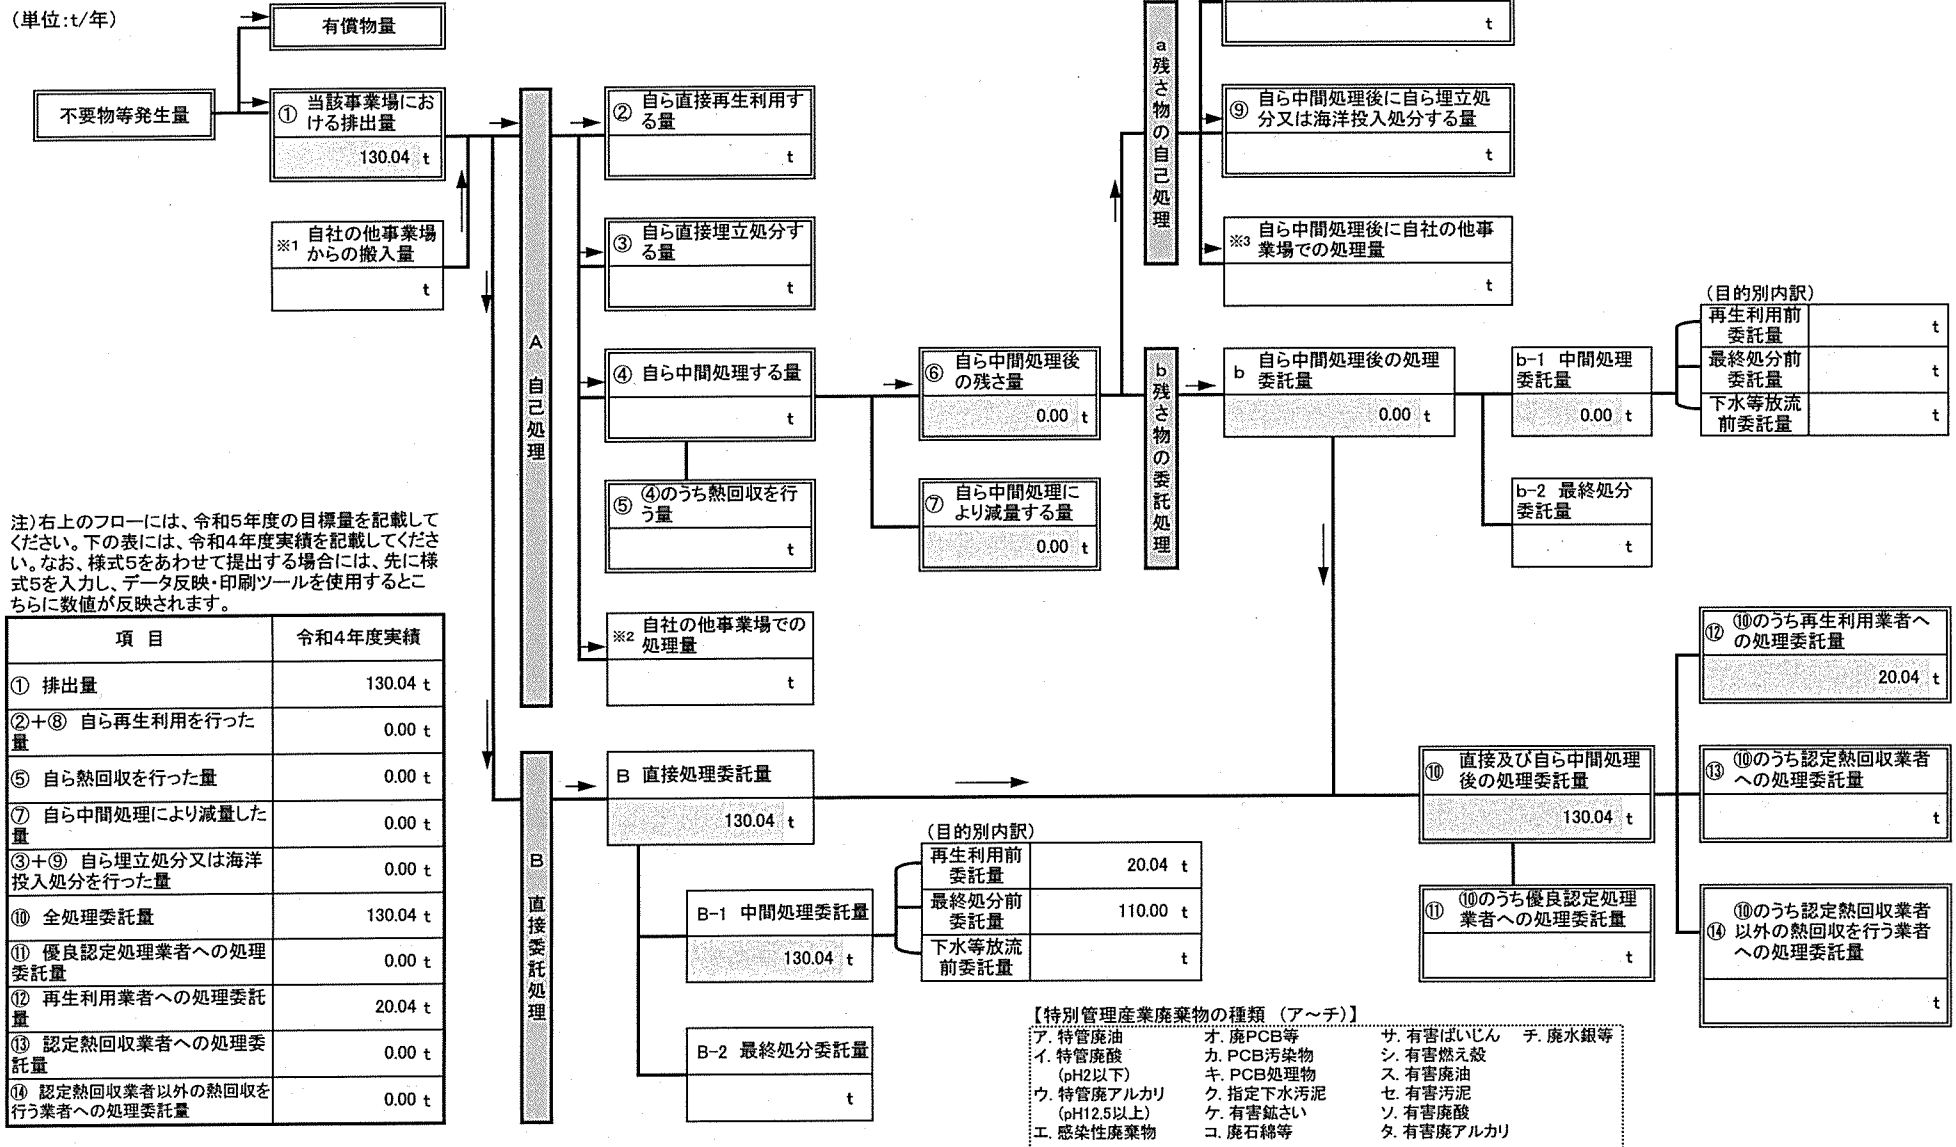 (単位:t/年)
有償物量
不要物等発生量
① 当該事業場にお
ける排出量
130.04 t
※1 自社の他事業場
からの搬入量
t
A 自己処理
② 自ら直接再生利用す
る量
t
③ 自ら直接埋立処分す
る量
t
④ 自ら中間処理する量
t
⑤ ④のうち熱回収を行
う量
t
※2 自社の他事業場での
処理量
t
⑥ 自ら中間処理後
の残さ量
0.00 t
⑦ 自ら中間処理に
より減量する量
0.00 t
a 残さ物の自己処理
t
⑨ 自ら中間処理後に自ら埋立処
分又は海洋投入処分する量
t
※3 自ら中間処理後に自社の他事
業場での処理量
t
b 残さ物の委託処理
b 自ら中間処理後の処理
委託量
0.00 t
b-1 中間処理
委託量
0.00 t
(目的別内訳)
再生利用前
委託量
t
最終処分前
委託量
t
下水等放流
前委託量
t
b-2 最終処分
委託量
t
注)右上のフローには、令和5年度の目標量を記載して
ください。下の表には、令和4年度実績を記載してくださ
い。なお、様式5をあわせて提出する場合には、先に様
式5を入力し、データ反映・印刷ツールを使用するとこ
ちらに数値が反映されます。
項 目 令和4年度実績
① 排出量 130.04 t
②+⑧ 自ら再生利用を行った
量 0.00 t
⑤ 自ら熱回収を行った量 0.00 t
⑦ 自ら中間処理により減量した
量 0.00 t
③+⑨ 自ら埋立処分又は海洋
投入処分を行った量 0.00 t
⑩ 全処理委託量 130.04 t
⑪ 優良認定処理業者への処理
委託量 0.00 t
⑫ 再生利用業者への処理委託
量 20.04 t
⑬ 認定熱回収業者への処理委
託量 0.00 t
⑭ 認定熱回収業者以外の熱回収を
行う業者への処理委託量 0.00 t
B 直接委託処理
B 直接処理委託量
130.04 t
B-1 中間処理委託量
130.04 t
(目的別内訳)
再生利用前
委託量 20.04 t
最終処分前
委託量 110.00 t
下水等放流
前委託量 t
B-2 最終処分委託量
t
⑩ 直接及び自ら中間処理
後の処理委託量
130.04 t
⑪ ⑩のうち優良認定処理
業者への処理委託量
t
⑫ ⑩のうち再生利用業者へ
の処理委託量
20.04 t
⑬ ⑩のうち認定熱回収業者
への処理委託量
t
⑭ ⑩のうち認定熱回収業者
以外の熱回収を行う業者
への処理委託量
t
【特別管理産業廃棄物の種類 (ア～チ)】
ア. 特管廃油 オ. 廃PCB等 サ. 有害ばいじん チ. 廃水銀等
イ. 特管廃酸 カ. PCB汚染物 シ. 有害燃え殻
(pH2以下) キ. PCB処理物 ス. 有害廃油
ウ. 特管廃アルカリ ク. 指定下水汚泥 セ. 有害汚泥
(pH12.5以上) ケ. 有害鉱さい ソ. 有害廃酸
エ. 感染性廃棄物 コ. 廃石綿等 タ. 有害廃アルカリ